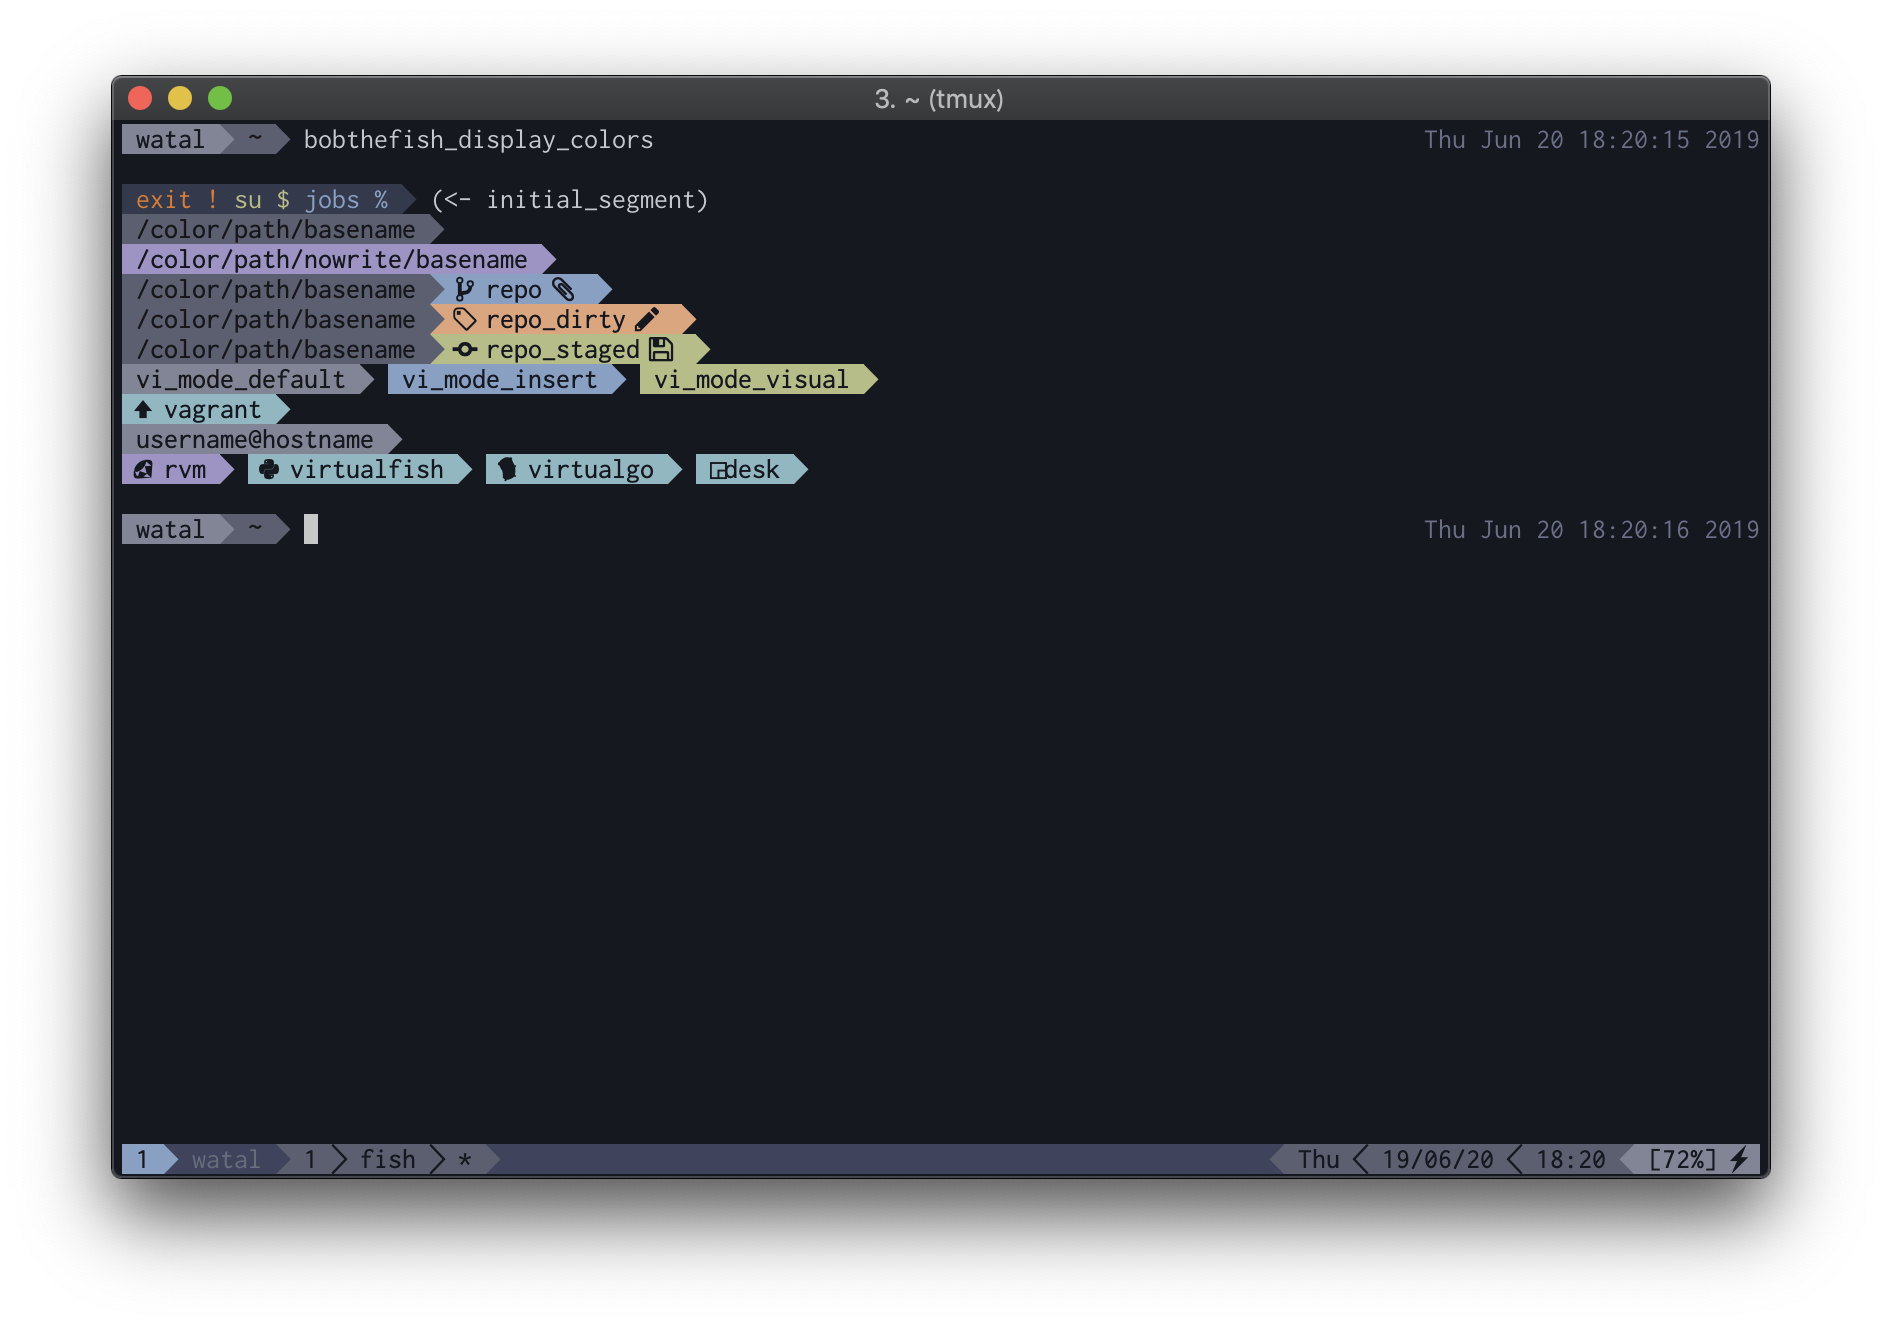 3. ~ (tmux)
watal ~ bobthefish_display_colors Thu Jun 20 18:20:15 2019
exit ! su $ jobs % (<- initial_segment)
/color/path/basename
/color/path/nowrite/basename
/color/path/basename repo
/color/path/basename repo_dirty
/color/path/basename repo_staged
vi_mode_default vi_mode_insert vi_mode_visual
vagrant
username@hostname
rvm virtualfish virtualgo desk
watal ~ Thu Jun 20 18:20:16 2019
1 watal 1 fish * Thu 19/06/20 18:20 [72%]